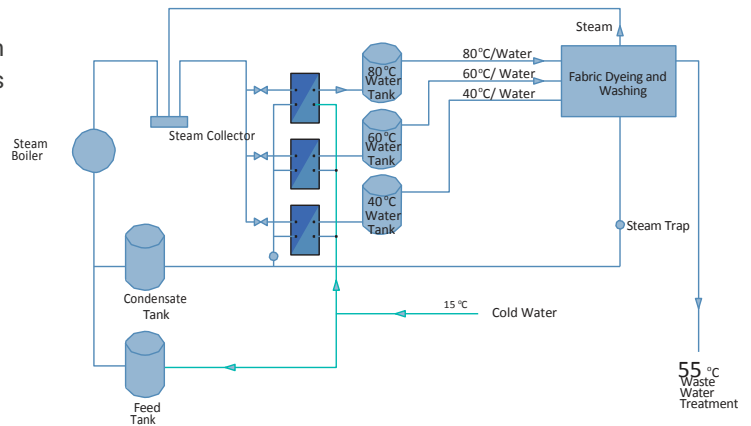 n
s
Steam
80°C/Water
60°C/ Water
40°C/ Water
80°C
Water
Tank
Fabric Dyeing and
Washing
Steam Collector
60°C
Water
Tank
Steam
Boiler
40°C
Water
Tank
Steam Trap
Condensate
Tank
15 °C
Cold Water
55 °C
Waste
Water
Treatment
Feed
Tank